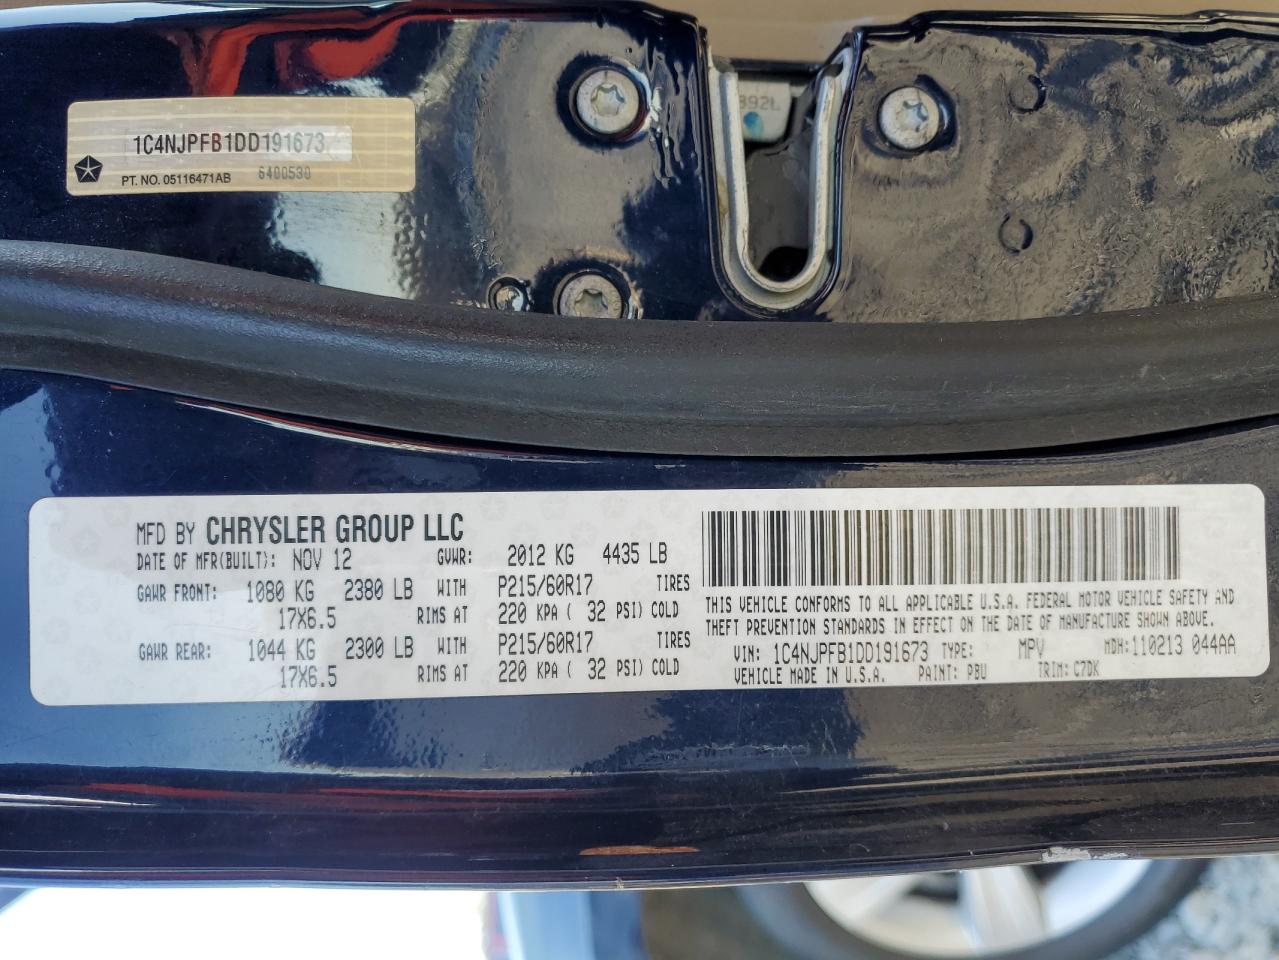 892L
1C4NJPFB1DD191673
PT. NO. 05116471AB 6400530
MFD BY CHRYSLER GROUP LLC
DATE OF MFR(BUILT): NOV 12 GVWR: 2012 KG 4435 LB
GAWR FRONT: 1080 KG 2380 LB WITH P215/60R17 TIRES
17X6.5 RIMS AT 220 KPA ( 32 PSI) COLD
GAWR REAR: 1044 KG 2300 LB WITH P215/60R17 TIRES
17X6.5 RIMS AT 220 KPA ( 32 PSI) COLD
THIS VEHICLE CONFORMS TO ALL APPLICABLE U.S.A. FEDERAL MOTOR VEHICLE SAFETY AND
THEFT PREVENTION STANDARDS IN EFFECT ON THE DATE OF MANUFACTURE SHOWN ABOVE.
VIN: 1C4NJPFB1DD191673 TYPE: MPV MDH: 110213 044AA
VEHICLE MADE IN U.S.A. PAINT: PBU TRIM: C7DK